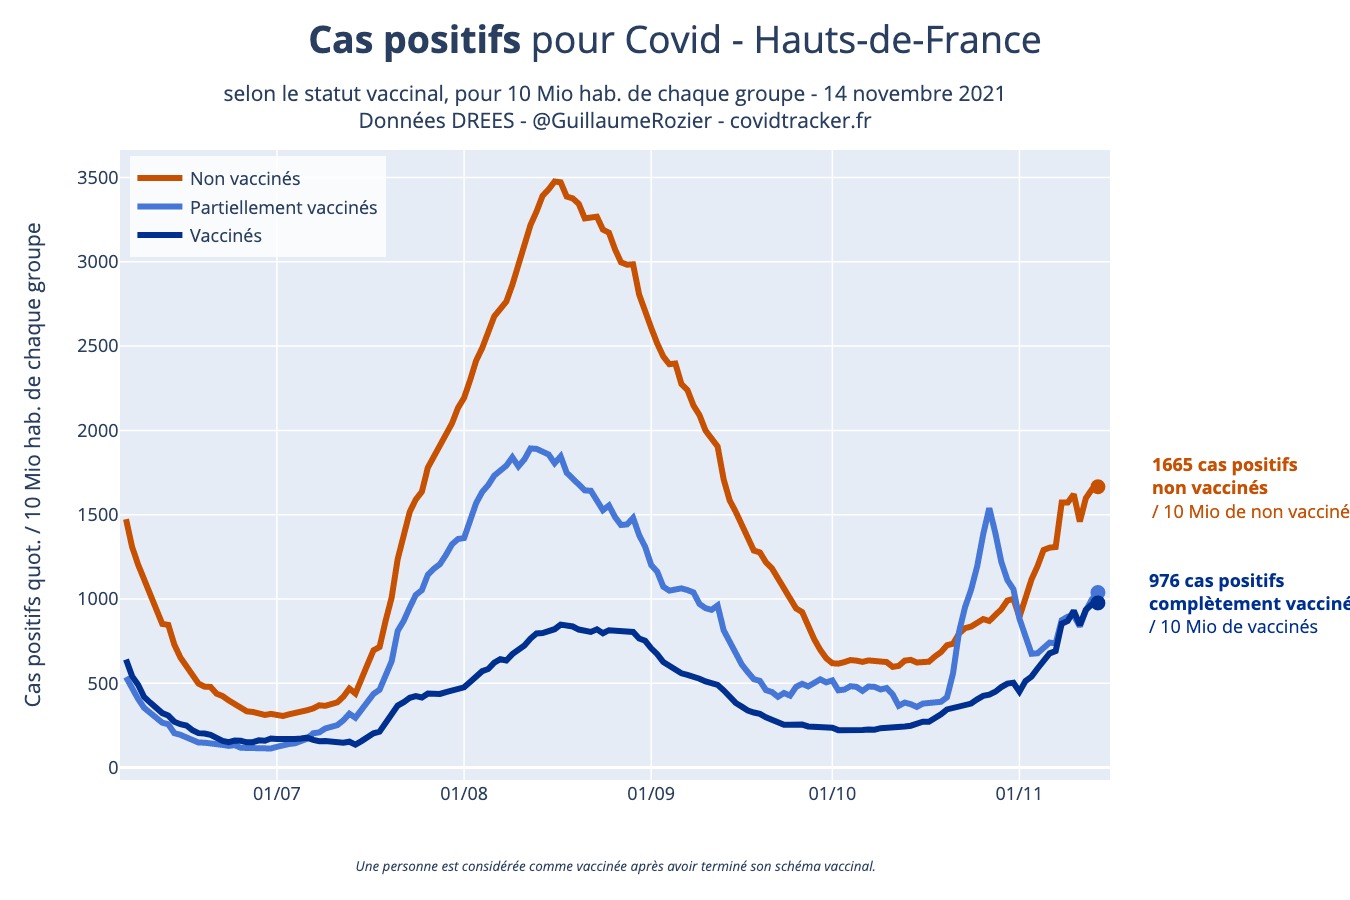 Cas positifs pour Covid - Hauts-de-France
selon le statut vaccinal, pour 10 Mio hab. de chaque groupe - 14 novembre 2021
Données DREES - @GuillaumeRozier - covidtracker.fr
Non vaccinés
Partiellement vaccinés
Vaccinés
Cas positifs quot. / 10 Mio hab. de chaque groupe
3500
3000
2500
2000
1500
1000
500
0
01/07
01/08
01/09
01/10
01/11
1665 cas positifs
non vaccinés
/ 10 Mio de non vacciné
976 cas positifs
complètement vacciné
/ 10 Mio de vaccinés
Une personne est considérée comme vaccinée après avoir terminé son schéma vaccinal.